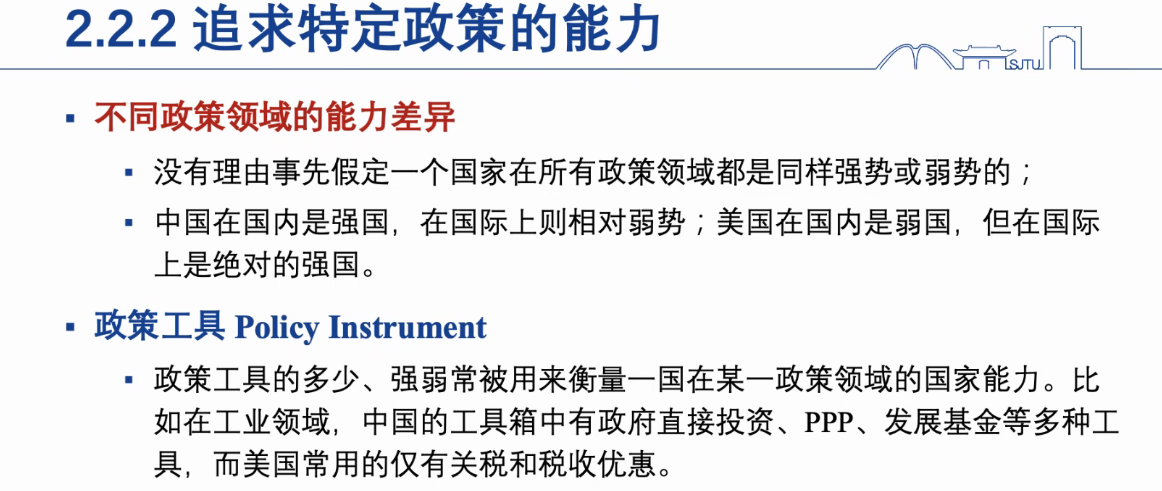 2.2.2 追求特定政策的能力
SJTU
▪ 不同政策领域的能力差异
▪ 没有理由事先假定一个国家在所有政策领域都是同样强势或弱势的；
▪ 中国在国内是强国，在国际上则相对弱势；美国在国内是弱国，但在国际
上是绝对的强国。
▪ 政策工具 Policy Instrument
▪ 政策工具的多少、强弱常被用来衡量一国在某一政策领域的国家能力。比
如在工业领域，中国的工具箱中有政府直接投资、PPP、发展基金等多种工
具，而美国常用的仅有关税和税收优惠。